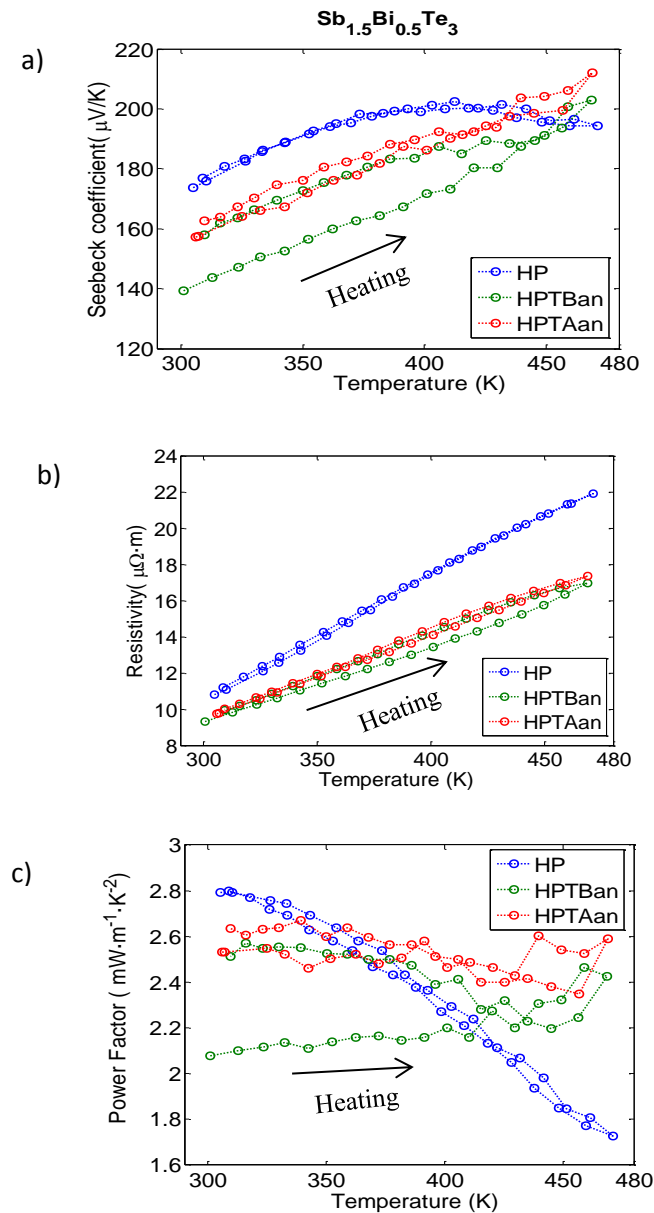 Sb1.5Bi0.5Te3
a)
220
200
180
160
140
120
300
350
400
450
480
Seebeck coefficient( μV/K)
Temperature (K)
Heating
HP
HPTBan
HPTAan
b)
24
22
20
18
16
14
12
10
8
300
350
400
450
480
Resistivity( μΩ·m)
Temperature (K)
Heating
HP
HPTBan
HPTAan
c)
3
2.8
2.6
2.4
2.2
2
1.8
1.6
300
350
400
450
480
Power Factor ( mW·m-1·K-2)
Temperature (K)
Heating
HP
HPTBan
HPTAan